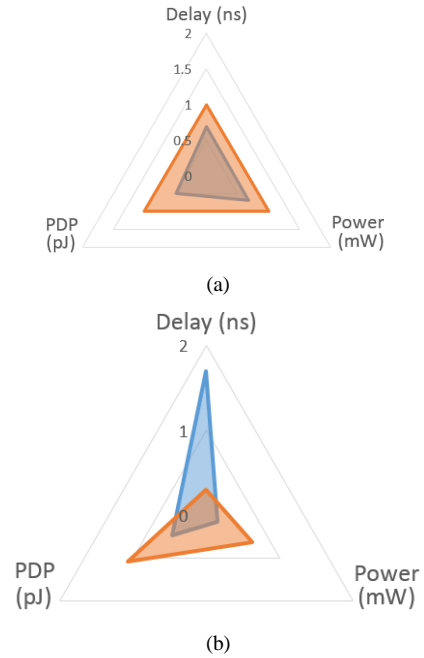 Delay (ns)
2
1.5
1
0.5
0
PDP
(pJ)
Power
(mW)
(a)
Delay (ns)
2
1
0
PDP
(pJ)
Power
(mW)
(b)